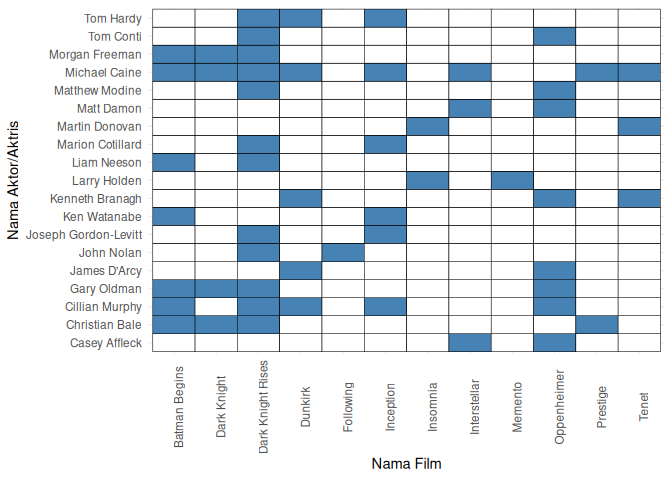 Tom Hardy
Tom Conti
Morgan Freeman
Michael Caine
Matthew Modine
Matt Damon
Martin Donovan
Marion Cotillard
Liam Neeson
Larry Holden
Kenneth Branagh
Ken Watanabe
Joseph Gordon-Levitt
John Nolan
James D'Arcy
Gary Oldman
Cillian Murphy
Christian Bale
Casey Affleck
Nama Aktor/Aktris
Batman Begins
Dark Knight
Dark Knight Rises
Dunkirk
Following
Inception
Insomnia
Interstellar
Memento
Oppenheimer
Prestige
Tenet
Nama Film